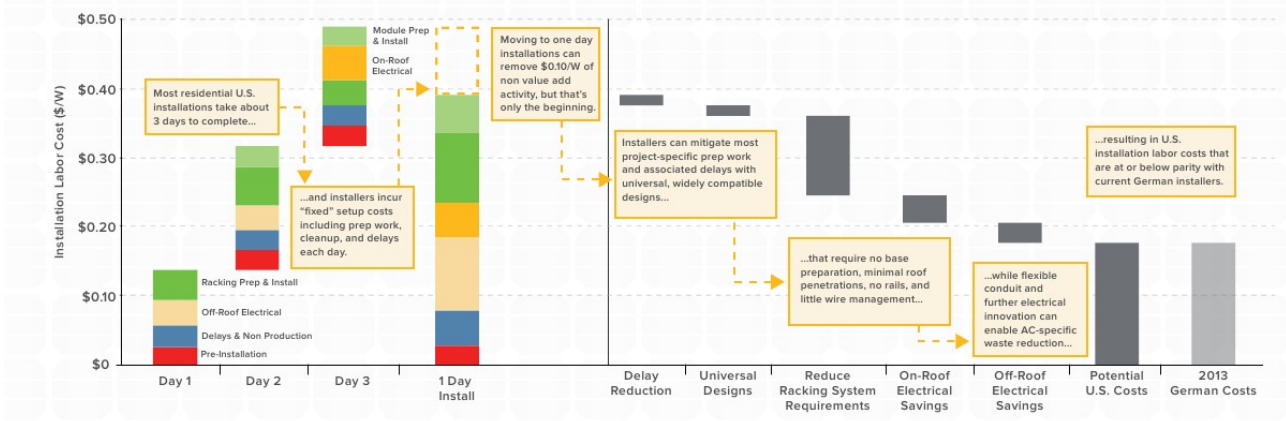 $0.50
$0.40
$0.30
$0.20
$0.10
$0
Installation Labor Cost ($/W)
Most residential U.S.
installations take about
3 days to complete...
Module Prep
& Install
On-Roof
Electrical
...and installers incur
“fixed” setup costs
including prep work,
cleanup, and delays
each day.
Racking Prep & Install
Off-Roof Electrical
Delays & Non Production
Pre-Installation
Moving to one day
installations can
remove $0.10/W of
non value add
activity, but that's
only the beginning.
Installers can mitigate most
project-specific prep work
and associated delays with
universal, widely compatible
designs...
...that require no base
preparation, minimal roof
penetrations, no rails, and
little wire management...
...while flexible
conduit and
further electrical
innovation can
enable AC-specific
waste reduction...
...resulting in U.S.
installation labor costs that
are at or below parity with
current German installers.
Day 1
Day 2
Day 3
1 Day
Install
Delay
Reduction
Universal
Designs
Reduce
Racking System
Requirements
On-Roof
Electrical
Savings
Off-Roof
Electrical
Savings
Potential
U.S. Costs
2013
German Costs